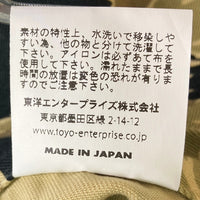 素材の特性上、水洗いで移染しや
すい為、他の物と分けて洗濯して
下さい。アイロンは必ずあて布を
使用して下さい。濡れたままで長
時間の放置は変色の恐れが有りま
すのでお避け下さい。
東洋エンタープライズ株式会社
東京都墨田区緑2-14-12
www.toyo-enterprise.co.jp
MADE IN JAPAN